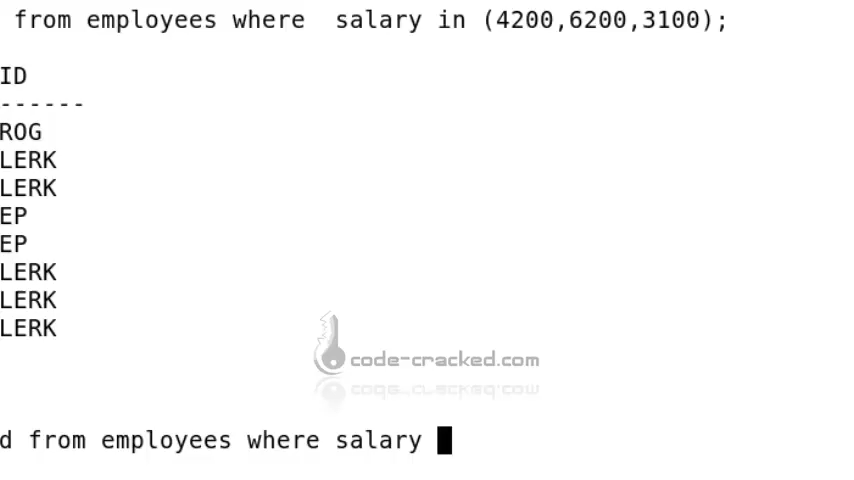 from employees where  salary in (4200,6200,3100);
ID
------
ROG
LERK
LERK
EP
EP
LERK
LERK
LERK
code-cracked.com
d from employees where salary